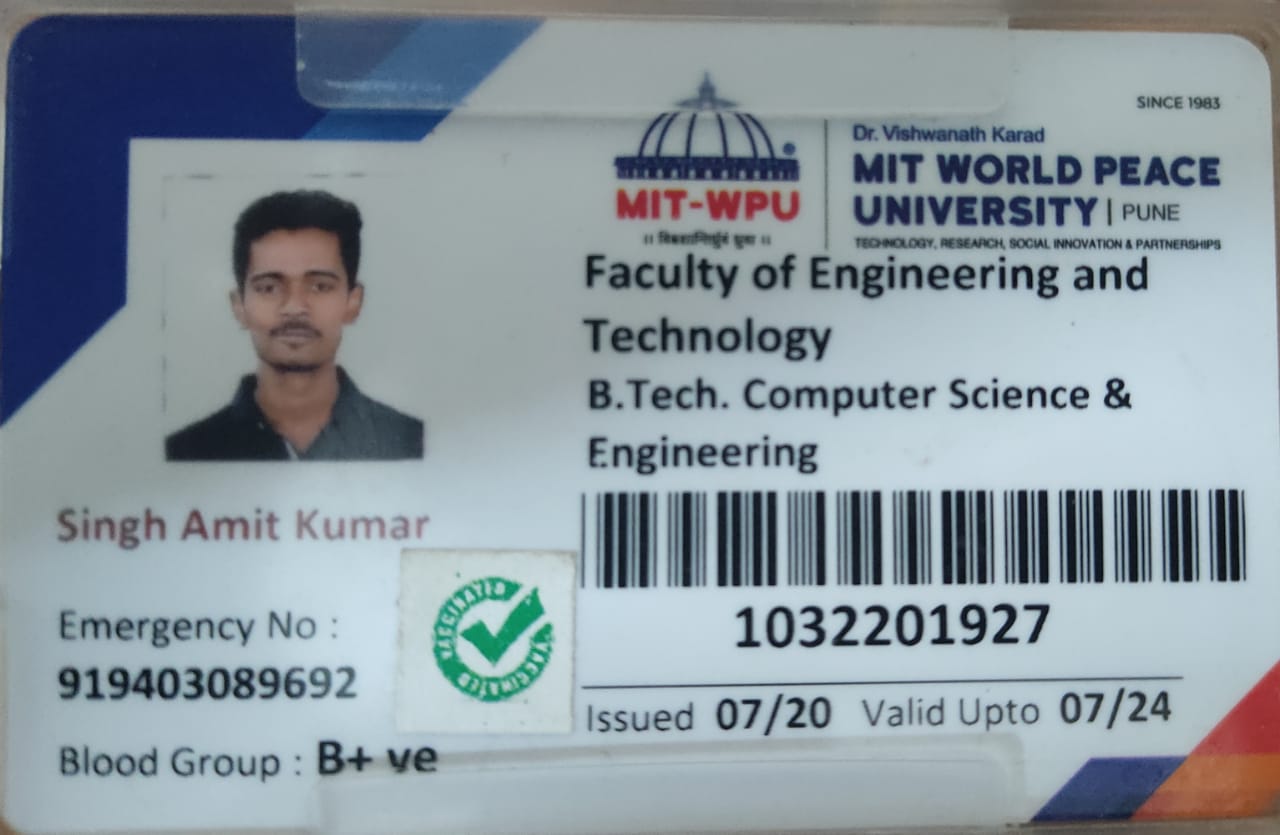 SINCE 1983
Dr. Vishwanath Karad
MIT WORLD PEACE
UNIVERSITY | PUNE
TECHNOLOGY, RESEARCH, SOCIAL INNOVATION & PARTNERSHIPS
MIT-WPU
Faculty of Engineering and
Technology
B.Tech. Computer Science &
Engineering
Singh Amit Kumar
Emergency No :
919403089692
Blood Group : B+ ve
VACCINATED VACCINATED
1032201927
Issued 07/20 Valid Upto 07/24